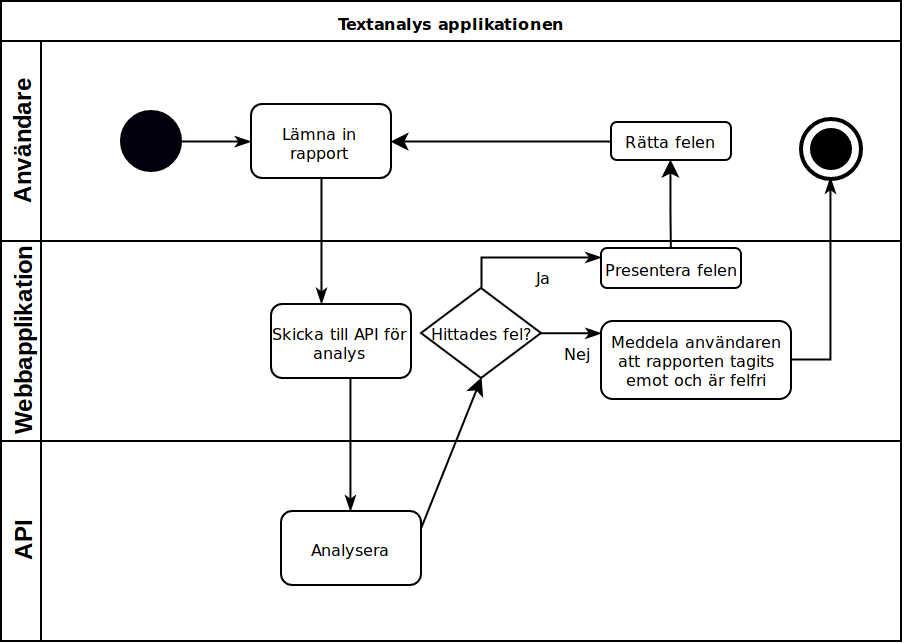 Textanalys applikationen
Användare
Lämna in
rapport
Rätta felen
Webbapplikation
Skicka till API för
analys
Hittades fel?
Ja
Presentera felen
Nej
Meddela användaren
att rapporten tagits
emot och är felfri
API
Analysera